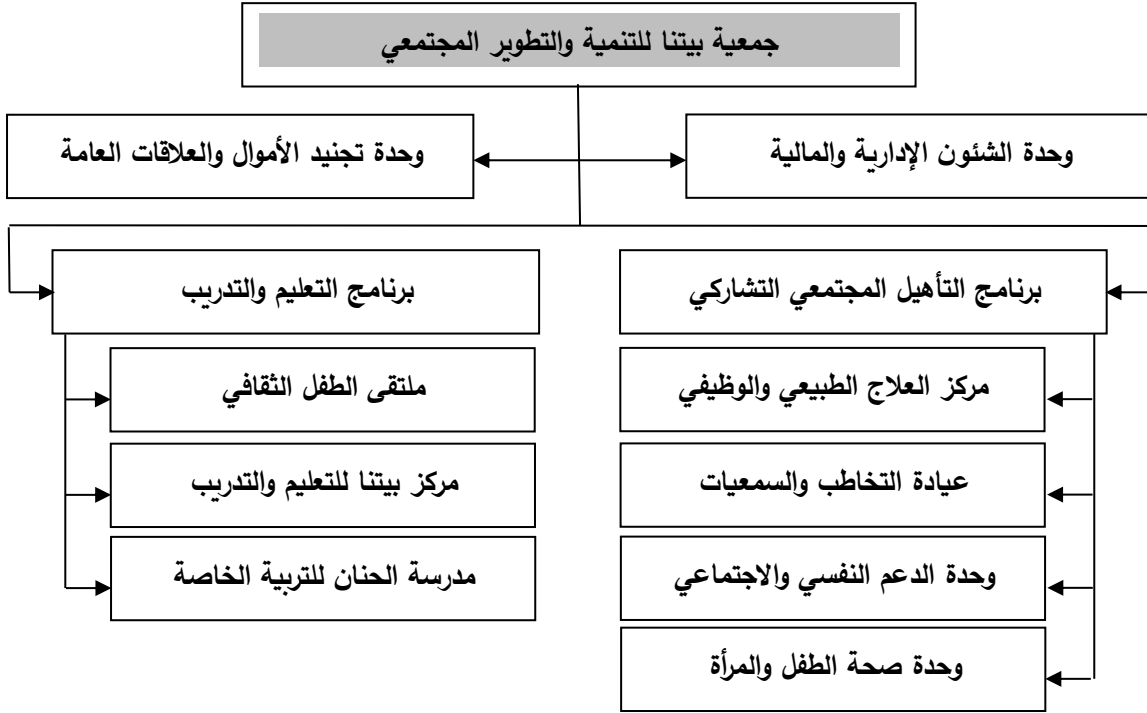 جمعية بيتنا للتنمية والتطوير المجتمعي
وحدة الشئون الإدارية والمالية
وحدة تجنيد الأموال والعلاقات العامة
برنامج التأهيل المجتمعي التشاركي
مركز العلاج الطبيعي والوظيفي
عيادة التخاطب والسمعيات
وحدة الدعم النفسي والاجتماعي
وحدة صحة الطفل والمرأة
برنامج التعليم والتدريب
ملتقى الطفل الثقافي
مركز بيتنا للتعليم والتدريب
مدرسة الحنان للتربية الخاصة